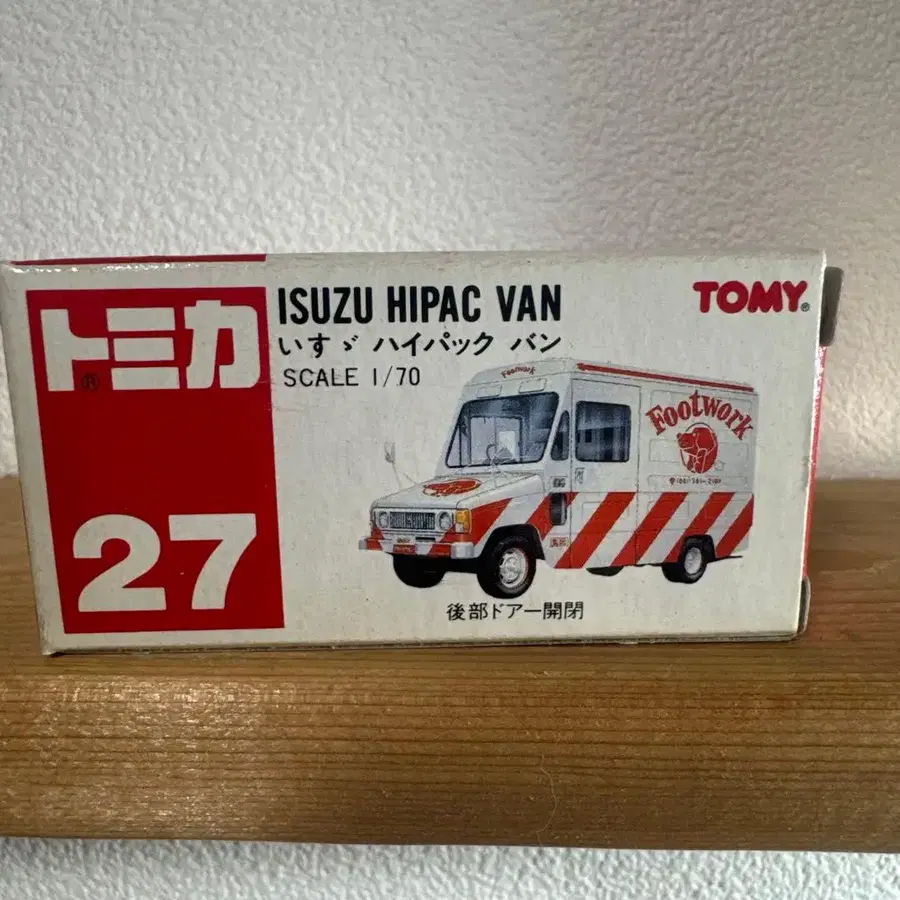 トミカ
®
27
ISUZU HIPAC VAN
いすゞ ハイパック バン
SCALE 1/70
TOMY®
Footwork
Footwork
後部ドアー開閉